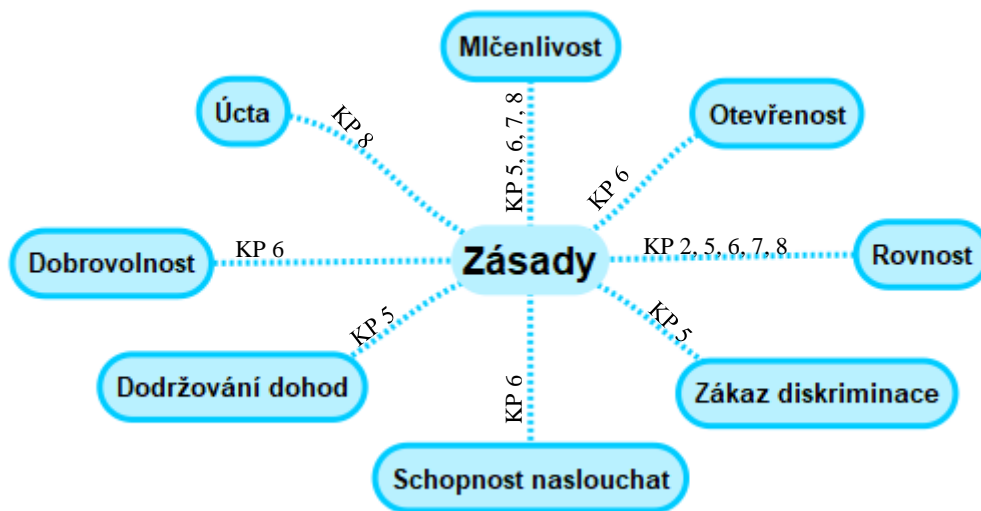 Mlčenlivost
Úcta
Otevřenost
KP 8
KP 5, 6, 7, 8
KP 6
Dobrovolnost
KP 6
Zásady
KP 2, 5, 6, 7, 8
Rovnost
KP 5
KP 6
KP 5
Dodržování dohod
Zákaz diskriminace
Schopnost naslouchat